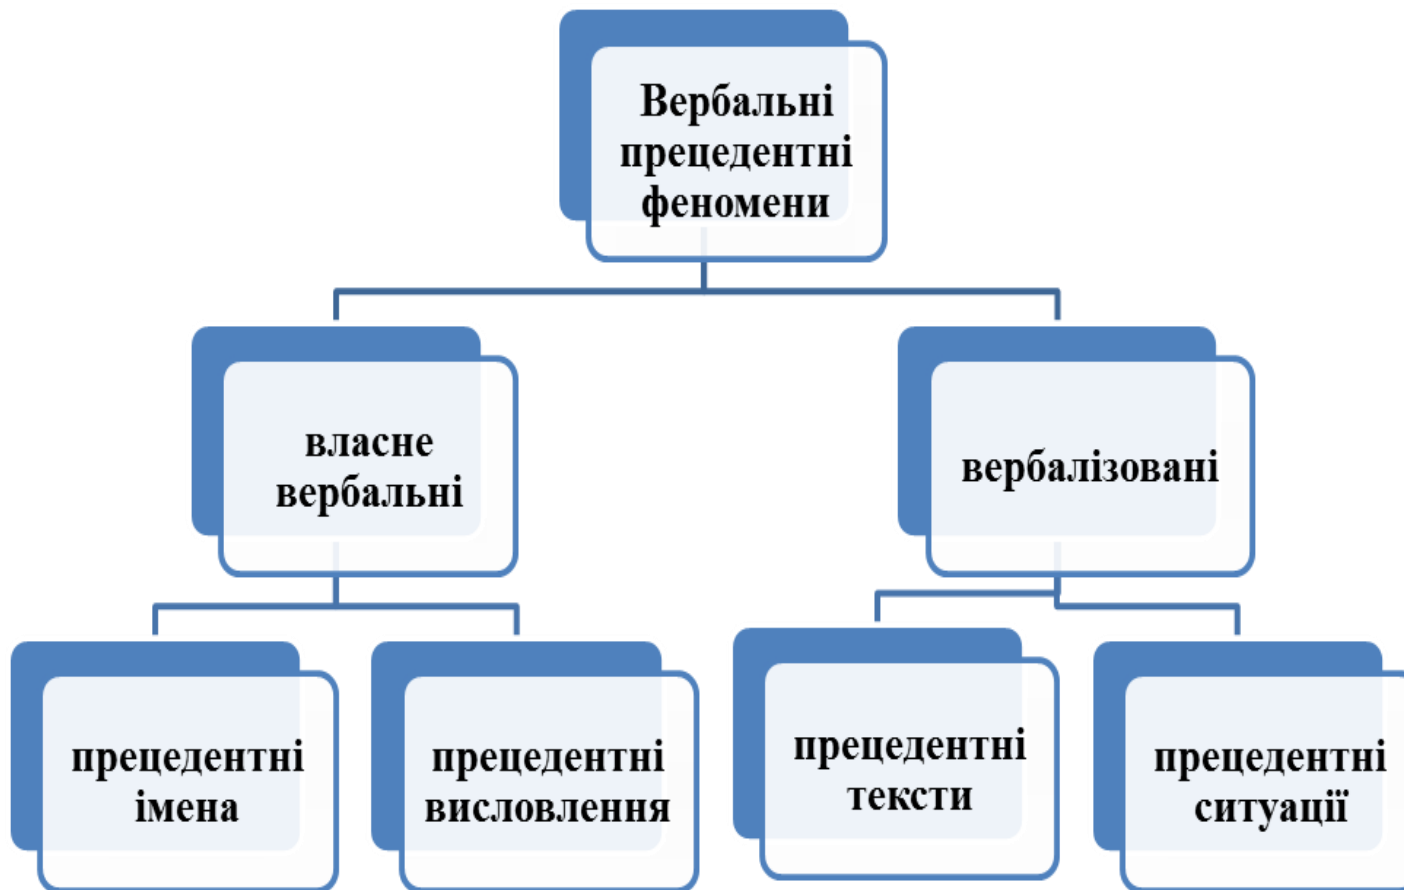 Вербальні
прецедентні
феномени
власне
вербальні
вербалізовані
прецедентні
імена
прецедентні
висловлення
прецедентні
тексти
прецедентні
ситуації